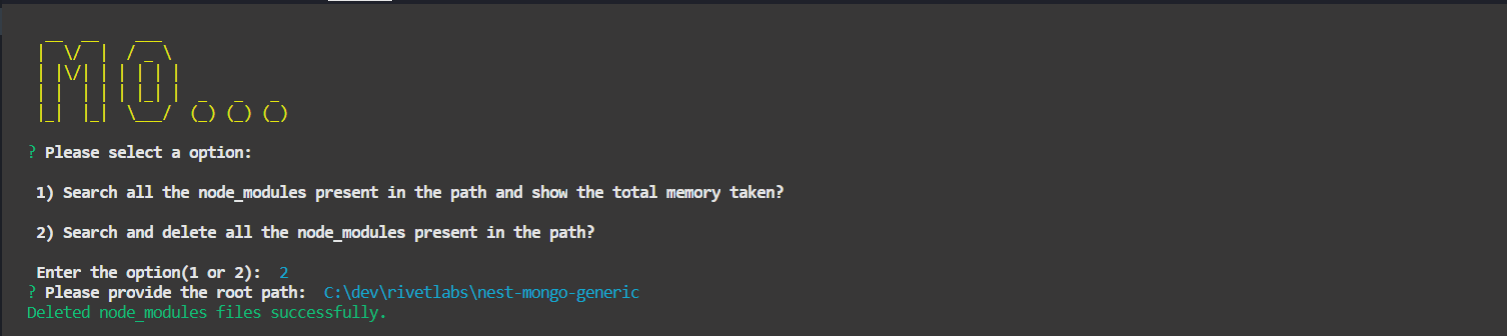 MO...
? Please select a option:
1) Search all the node_modules present in the path and show the total memory taken?
2) Search and delete all the node_modules present in the path?
Enter the option(1 or 2):  2
? Please provide the root path:  C:\dev\rivetlabs\nest-mongo-generic
Deleted node_modules files successfully.